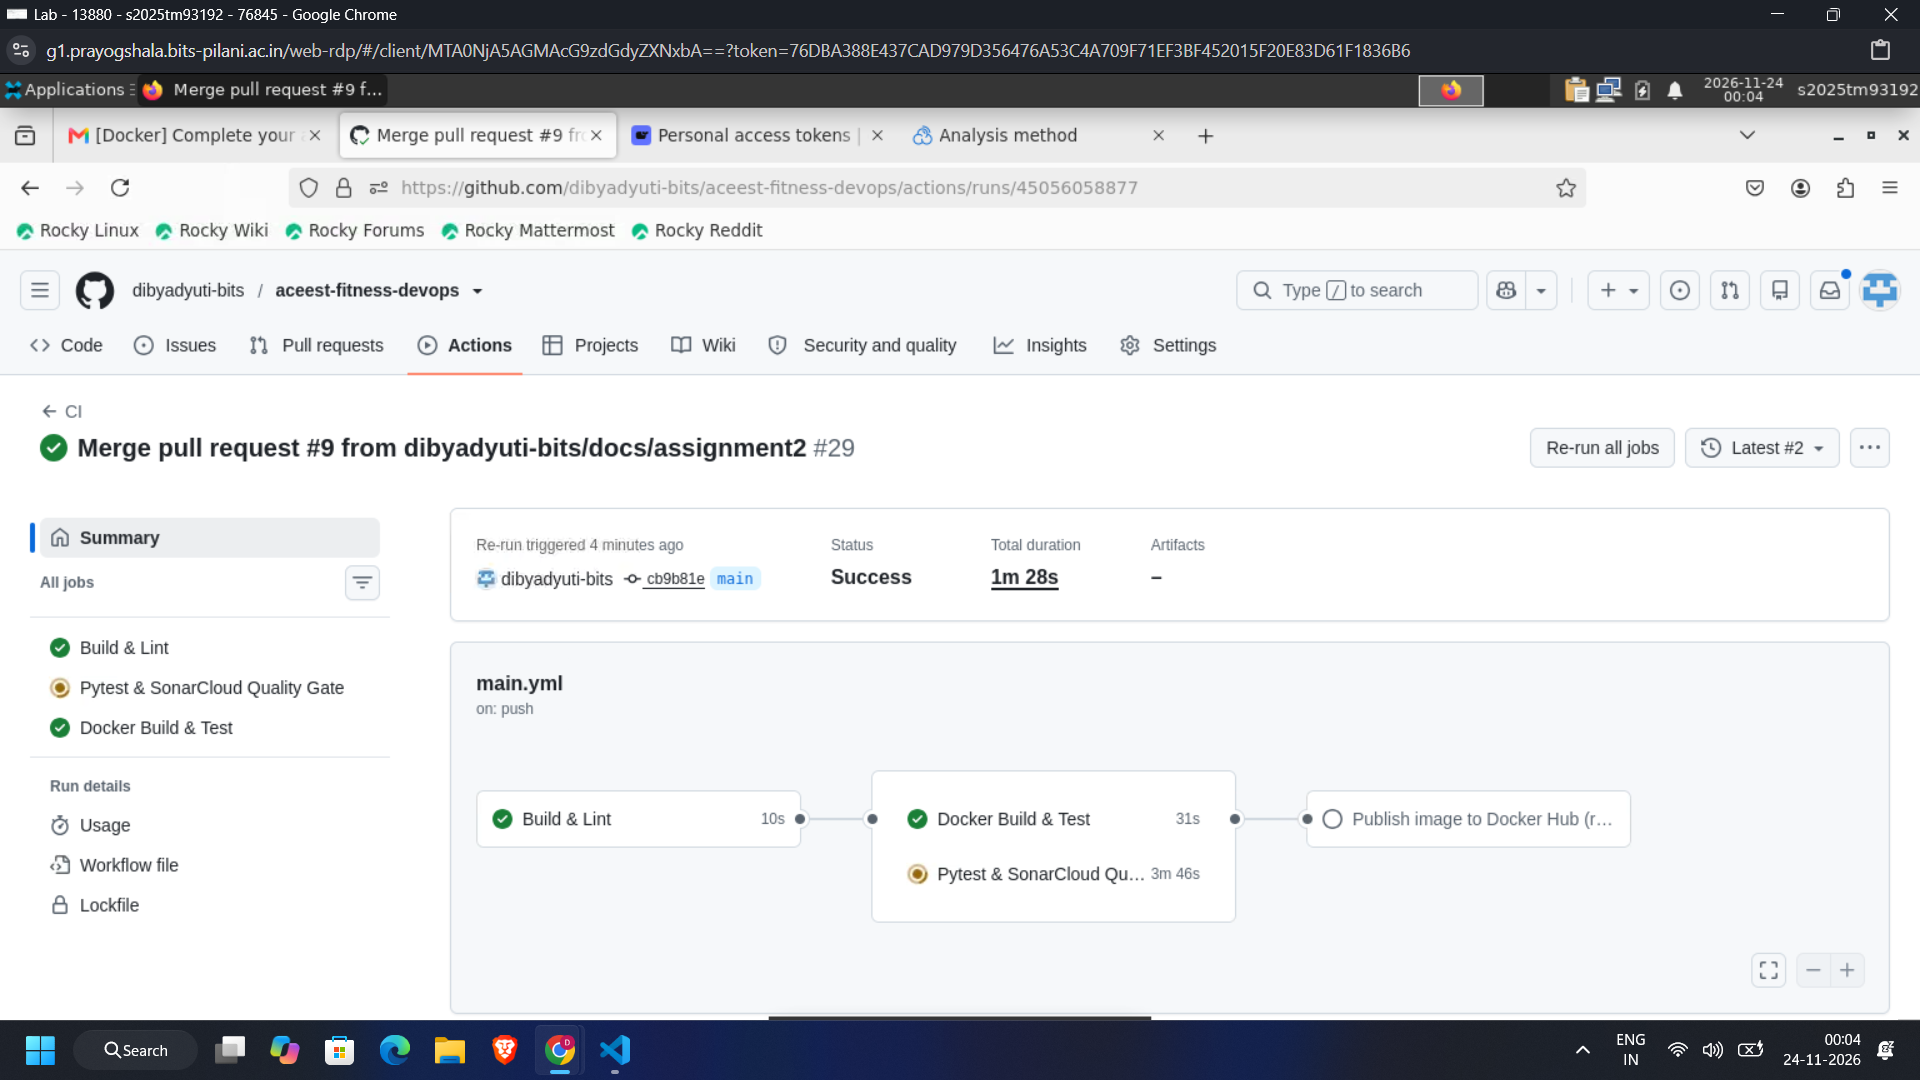 Lab - 13880 - s2025tm93192 - 76845 - Google Chrome
g1.prayogshala.bits-pilani.ac.in/web-rdp/#/client/MTA0NjA5AGMAcG9zdGdyZXNxbA==?token=76DBA388E437CAD979D356476A53C4A709F71EF3BF452015F20E83D61F1836B6
Applications
Merge pull request #9 f...
2026-11-24
00:04
s2025tm93192
[Docker] Complete your
Merge pull request #9 fr
Personal access tokens |
Analysis method
https://github.com/dibyadyuti-bits/aceest-fitness-devops/actions/runs/45056058877
Rocky Linux
Rocky Wiki
Rocky Forums
Rocky Mattermost
Rocky Reddit
dibyadyuti-bits / aceest-fitness-devops
Type / to search
Code
Issues
Pull requests
Actions
Projects
Wiki
Security and quality
Insights
Settings
CI
Merge pull request #9 from dibyadyuti-bits/docs/assignment2 #29
Re-run all jobs
Latest #2
Summary
All jobs
Build & Lint
Pytest & SonarCloud Quality Gate
Docker Build & Test
Run details
Usage
Workflow file
Lockfile
Re-run triggered 4 minutes ago
dibyadyuti-bits cb9b81e main
Status
Success
Total duration
1m 28s
Artifacts
–
main.yml
on: push
Build & Lint 10s
Docker Build & Test 31s
Pytest & SonarCloud Qu... 3m 46s
Publish image to Docker Hub (r...
Search
ENG
IN
00:04
24-11-2026